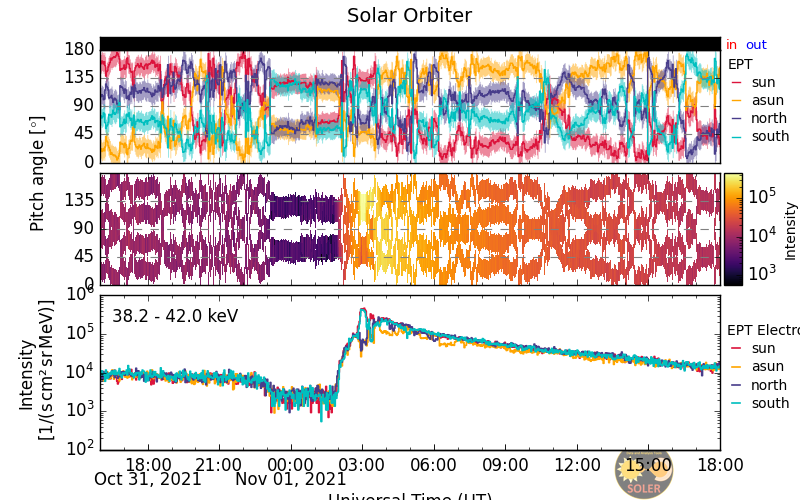 Solar Orbiter
in out
EPT
sun
asun
north
south
Pitch angle [°]
180
135
90
45
0
135
90
45
0
10^5
10^4
10^3
Intensity
38.2 - 42.0 keV
Intensity
[1/(s cm² sr MeV)]
10^6
10^5
10^4
10^3
10^2
EPT Electro
sun
asun
north
south
18:00 21:00 00:00 03:00 06:00 09:00 12:00 15:00 18:00
Oct 31, 2021 Nov 01, 2021
SOLER
Universal Time (UT)